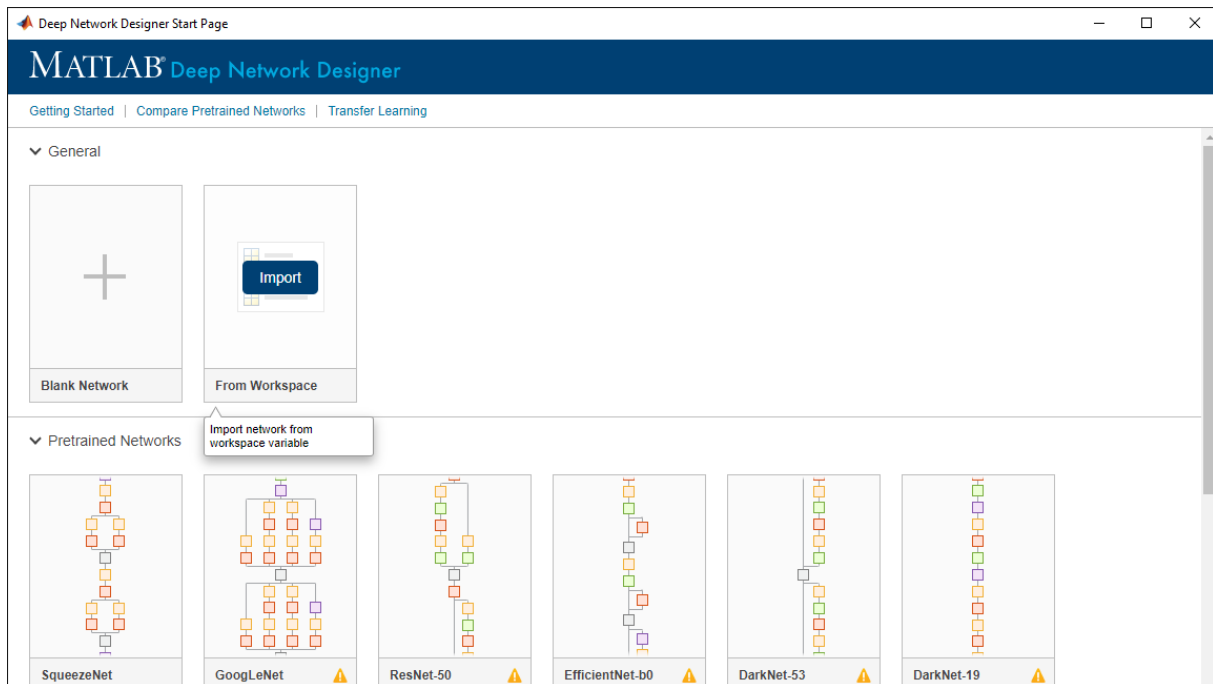 Deep Network Designer Start Page
MATLAB® Deep Network Designer
Getting Started | Compare Pretrained Networks | Transfer Learning
General
Import
Blank Network
From Workspace
Import network from
workspace variable
Pretrained Networks
SqueezeNet
GoogLeNet
ResNet-50
EfficientNet-b0
DarkNet-53
DarkNet-19